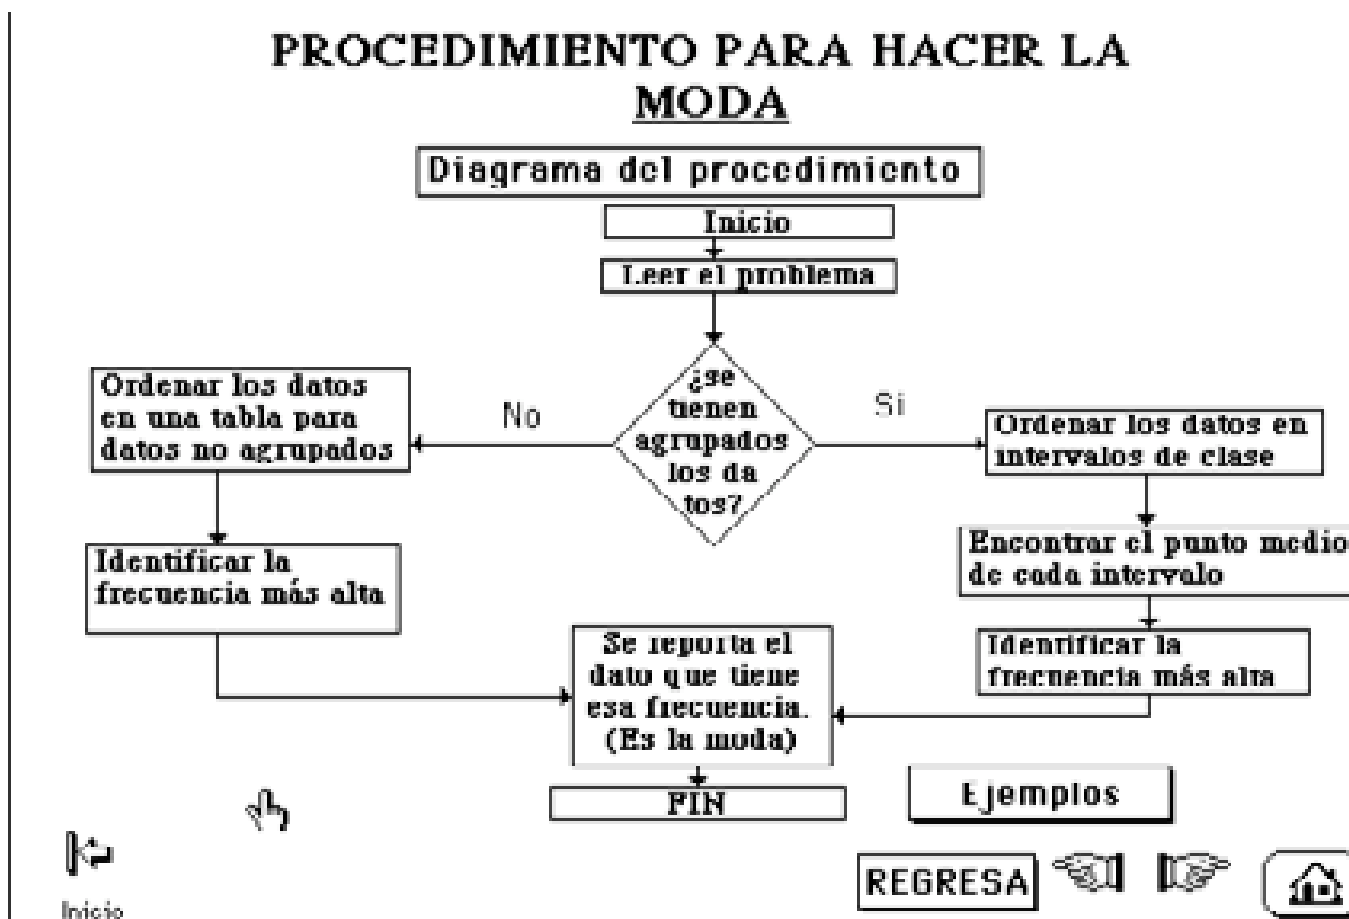 PROCEDIMIENTO PARA HACER LA
MODA
Diagrama del procedimiento
Inicio
Leer el problema
¿se
tienen
agrupados
los da
tos?
No
Si
Ordenar los datos
en una tabla para
datos no agrupados
Identificar la
frecuencia más alta
Ordenar los datos en
intervalos de clase
Encontrar el punto medio
de cada intervalo
Identificar la
frecuencia más alta
Se reporta el
dato que tiene
esa frecuencia.
(Es la moda)
FIN
Ejemplos
REGRESA
Inicio